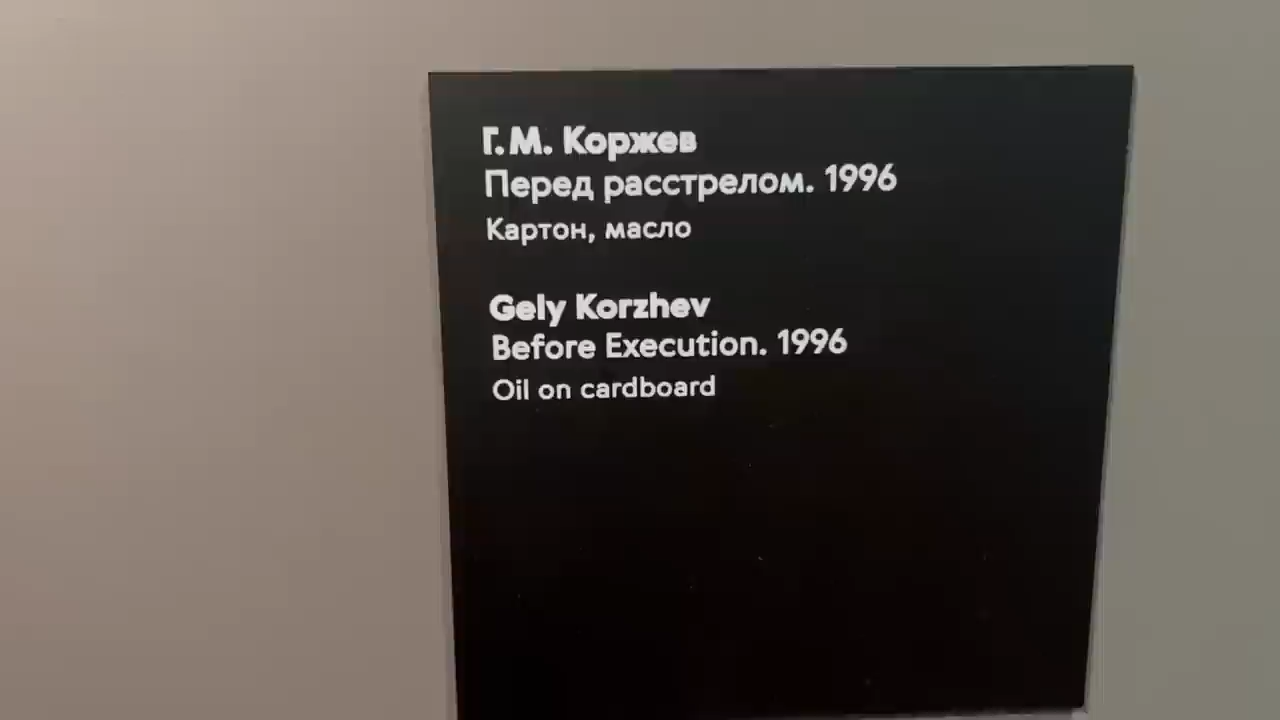 Г. М. Коржев
Перед расстрелом. 1996
Картон, масло
Gely Korzhev
Before Execution. 1996
Oil on cardboard